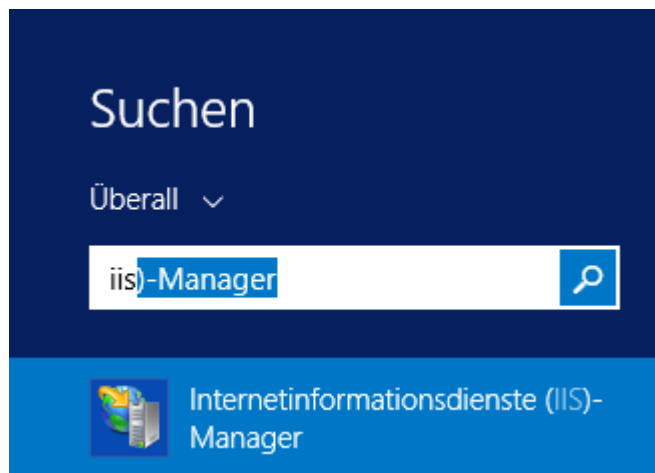 Suchen
Überall
iis)-Manager
Internetinformationsdienste (IIS)-
Manager